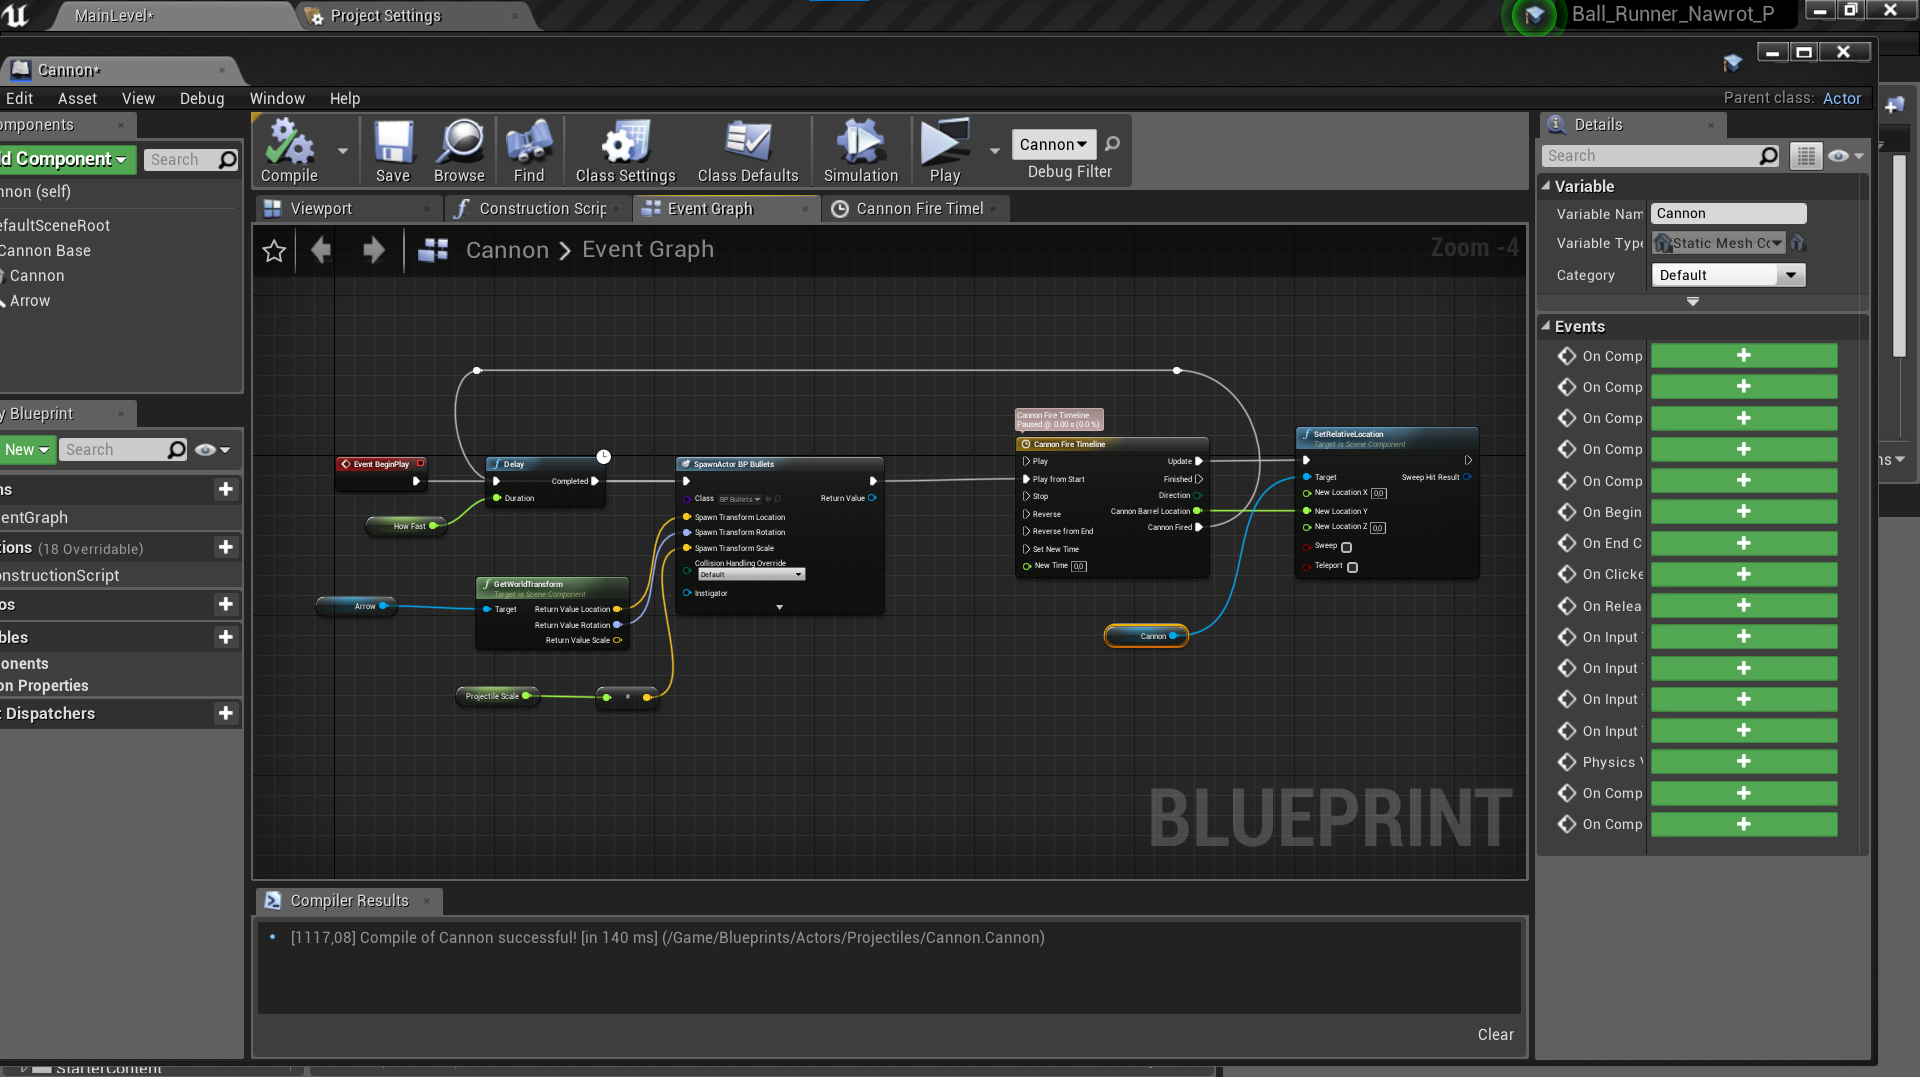 MainLevel*
Project Settings
Ball_Runner_Nawrot_P
Cannon*
Edit Asset View Debug Window Help
Parent class: Actor
omponents
d Component
Search
nnon (self)
efaultSceneRoot
Cannon Base
Cannon
Arrow
y Blueprint
New
Search
ns
entGraph
tions (18 Overridable)
onstructionScript
os
bles
onents
on Properties
t Dispatchers
Compile
Save
Browse
Find
Class Settings
Class Defaults
Simulation
Play
Cannon
Debug Filter
Viewport
Construction Scrip
Event Graph
Cannon Fire Timel
Cannon > Event Graph
Zoom -4
Event BeginPlay
How Fast
Delay
Completed
Duration
Arrow
GetWorldTransform
Target is Scene Component
Target
Return Value Location
Return Value Rotation
Return Value Scale
Projectile Scale
SpawnActor BP Bullets
Class BP Bullets
Return Value
Spawn Transform Location
Spawn Transform Rotation
Spawn Transform Scale
Collision Handling Override
Default
Instigator
Cannon Fire Timeline
Paused @ 0.00 s (0.0 %)
Cannon Fire Timeline
Play
Update
Play from Start
Finished
Stop
Direction
Reverse
Cannon Barrel Location
Reverse from End
Cannon Fired
Set New Time
New Time 0,0
Cannon
SetRelativeLocation
Target is Scene Component
Target
Sweep Hit Result
New Location X 0,0
New Location Y
New Location Z 0,0
Sweep
Teleport
BLUEPRINT
Compiler Results
[1117,08] Compile of Cannon successful! [in 140 ms] (/Game/Blueprints/Actors/Projectiles/Cannon.Cannon)
Clear
Details
Search
Variable
Variable Nam Cannon
Variable Type Static Mesh Co
Category Default
Events
On Comp
On Comp
On Comp
On Comp
On Comp
On Begin
On End C
On Clicke
On Relea
On Input
On Input
On Input
On Input
Physics V
On Comp
On Comp
ns
StarterContent